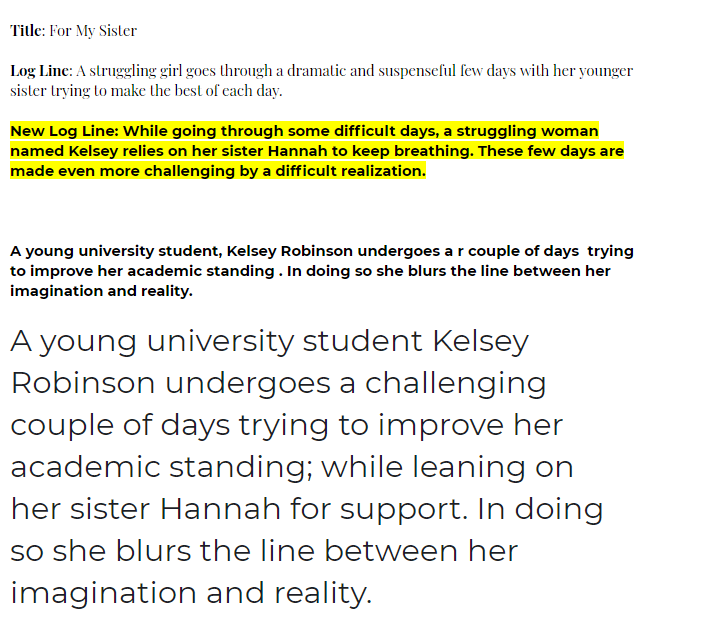 Title: For My Sister
Log Line: A struggling girl goes through a dramatic and suspenseful few days with her younger
sister trying to make the best of each day.
New Log Line: While going through some difficult days, a struggling woman
named Kelsey relies on her sister Hannah to keep breathing. These few days are
made even more challenging by a difficult realization.
A young university student, Kelsey Robinson undergoes a r couple of days  trying
to improve her academic standing . In doing so she blurs the line between her
imagination and reality.
A young university student Kelsey
Robinson undergoes a challenging
couple of days trying to improve her
academic standing; while leaning on
her sister Hannah for support. In doing
so she blurs the line between her
imagination and reality.